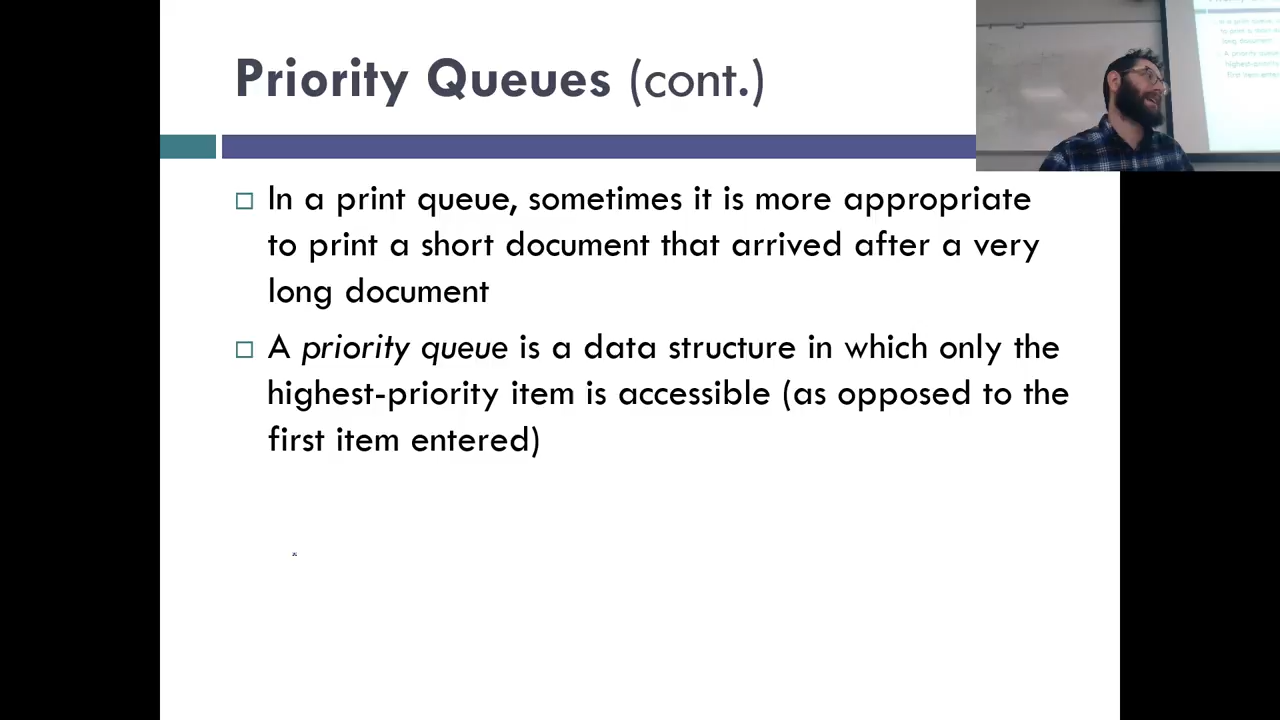 Priority Queues (cont.)
In a print queue, sometimes it is more appropriate
to print a short document that arrived after a very
long document
A priority queue is a data structure in which only the
highest-priority item is accessible (as opposed to the
first item entered)